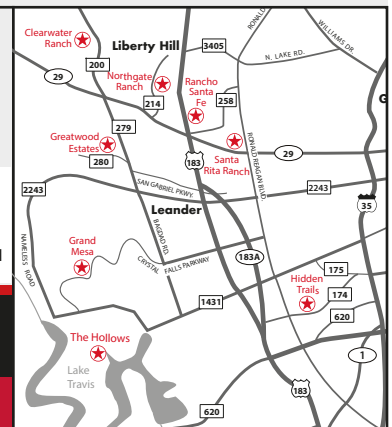 Clearwater
Ranch
Liberty Hill
RONALD
WILLIAMS DR.
3405
N. LAKE RD.
200
29
Northgate
Ranch
Rancho
Santa
Fe
G
214
258
279
Greatwood
Estates
280
183
Santa
Rita Ranch
RONALD REAGAN BLVD.
29
2243
SAN GABRIEL PKWY.
2243
35
Leander
NAMELESS ROAD
BAGDAD RD.
Grand
Mesa
CRYSTAL FALLS PARKWAY
183A
175
Hidden
Trails
174
1431
620
The Hollows
1
Lake
Travis
183
620